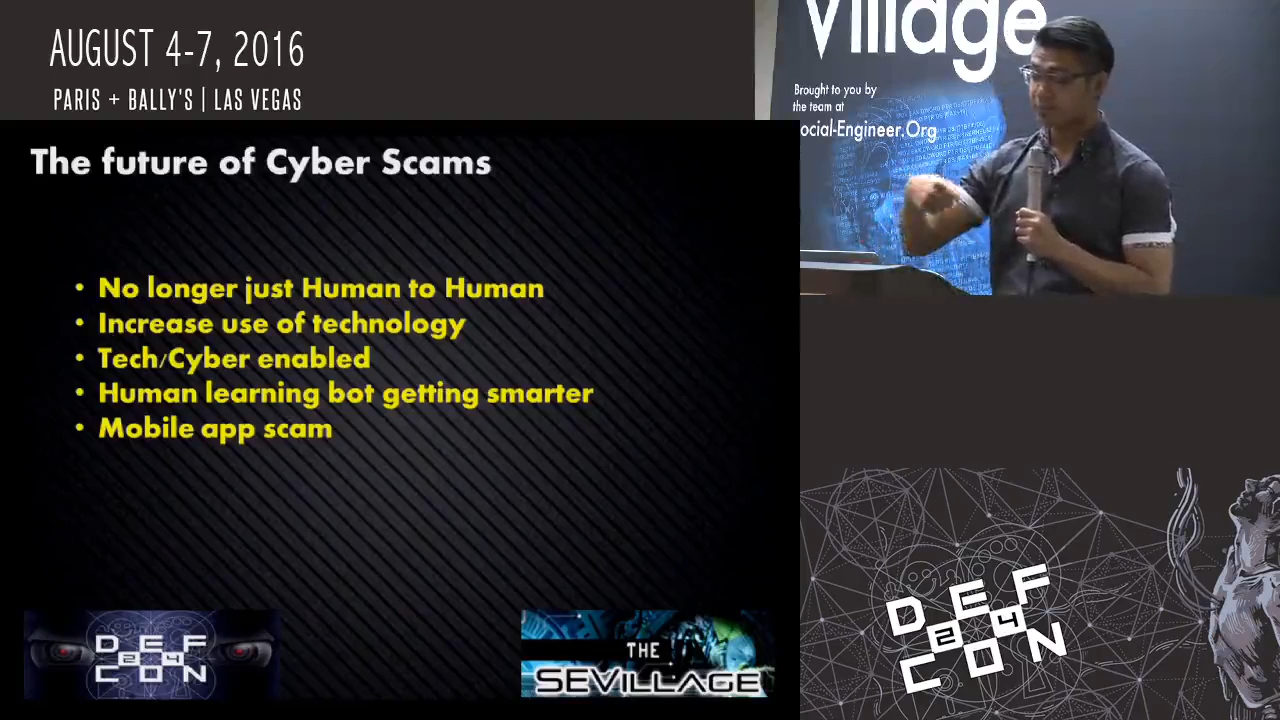 AUGUST 4-7, 2016
PARIS + BALLY'S | LAS VEGAS
Village
Brought to you by
the team at
ocial-Engineer.Org
The future of Cyber Scams
• No longer just Human to Human
• Increase use of technology
• Tech/Cyber enabled
• Human learning bot getting smarter
• Mobile app scam
DEF
24
CON
THE
SEVILLAGE
DEF
24
CON